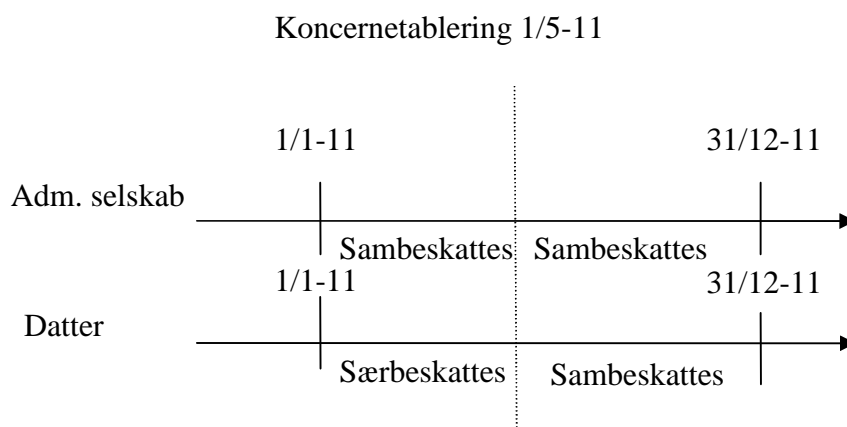 Koncernetablering 1/5-11
1/1-11 31/12-11
Adm. selskab
Sambeskattes Sambeskattes
1/1-11 31/12-11
Datter
Særbeskattes Sambeskattes